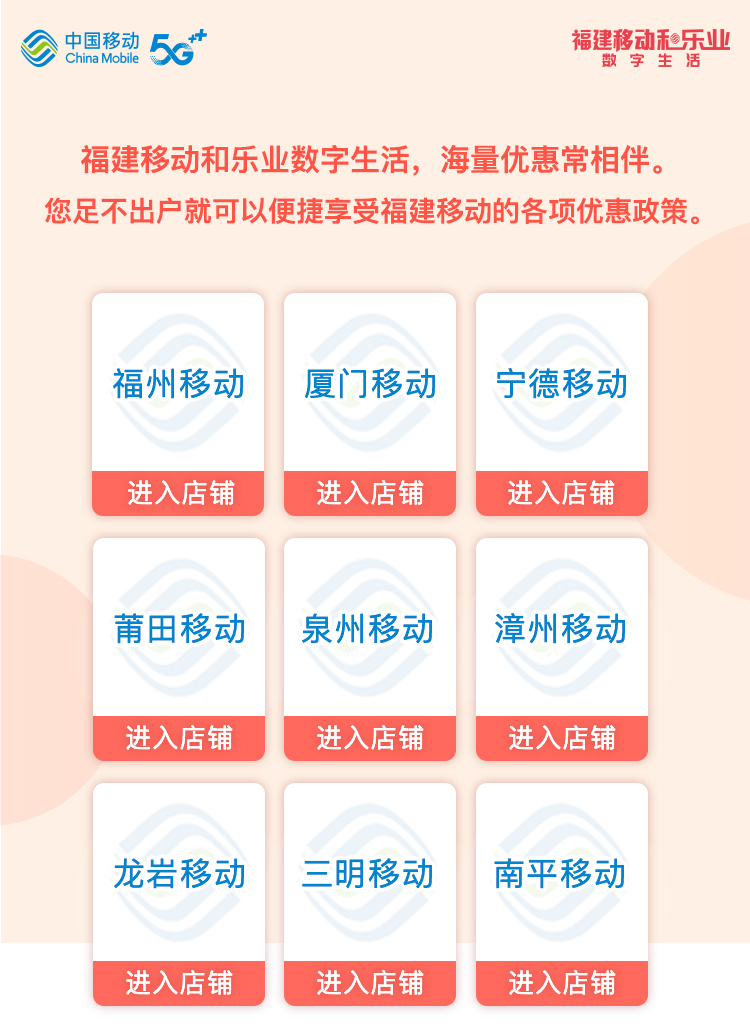 中国移动 5G++ 福建移动和乐业
China Mobile 数字生活
福建移动和乐业数字生活，海量优惠常相伴。
您足不出户就可以便捷享受福建移动的各项优惠政策。
福州移动 厦门移动 宁德移动
进入店铺 进入店铺 进入店铺
莆田移动 泉州移动 漳州移动
进入店铺 进入店铺 进入店铺
龙岩移动 三明移动 南平移动
进入店铺 进入店铺 进入店铺